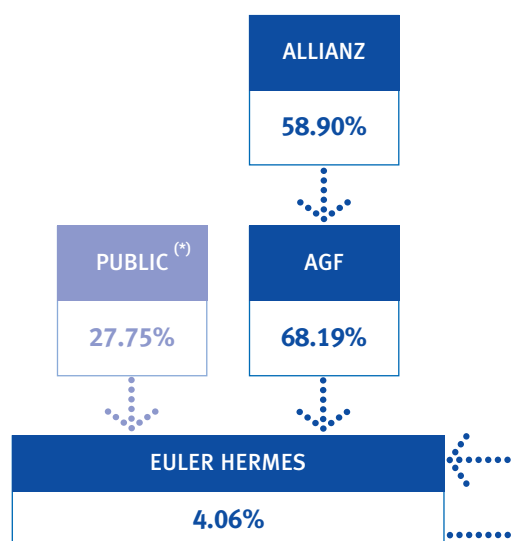 ALLIANZ
58.90%
PUBLIC (*)
27.75%
AGF
68.19%
EULER HERMES
4.06%